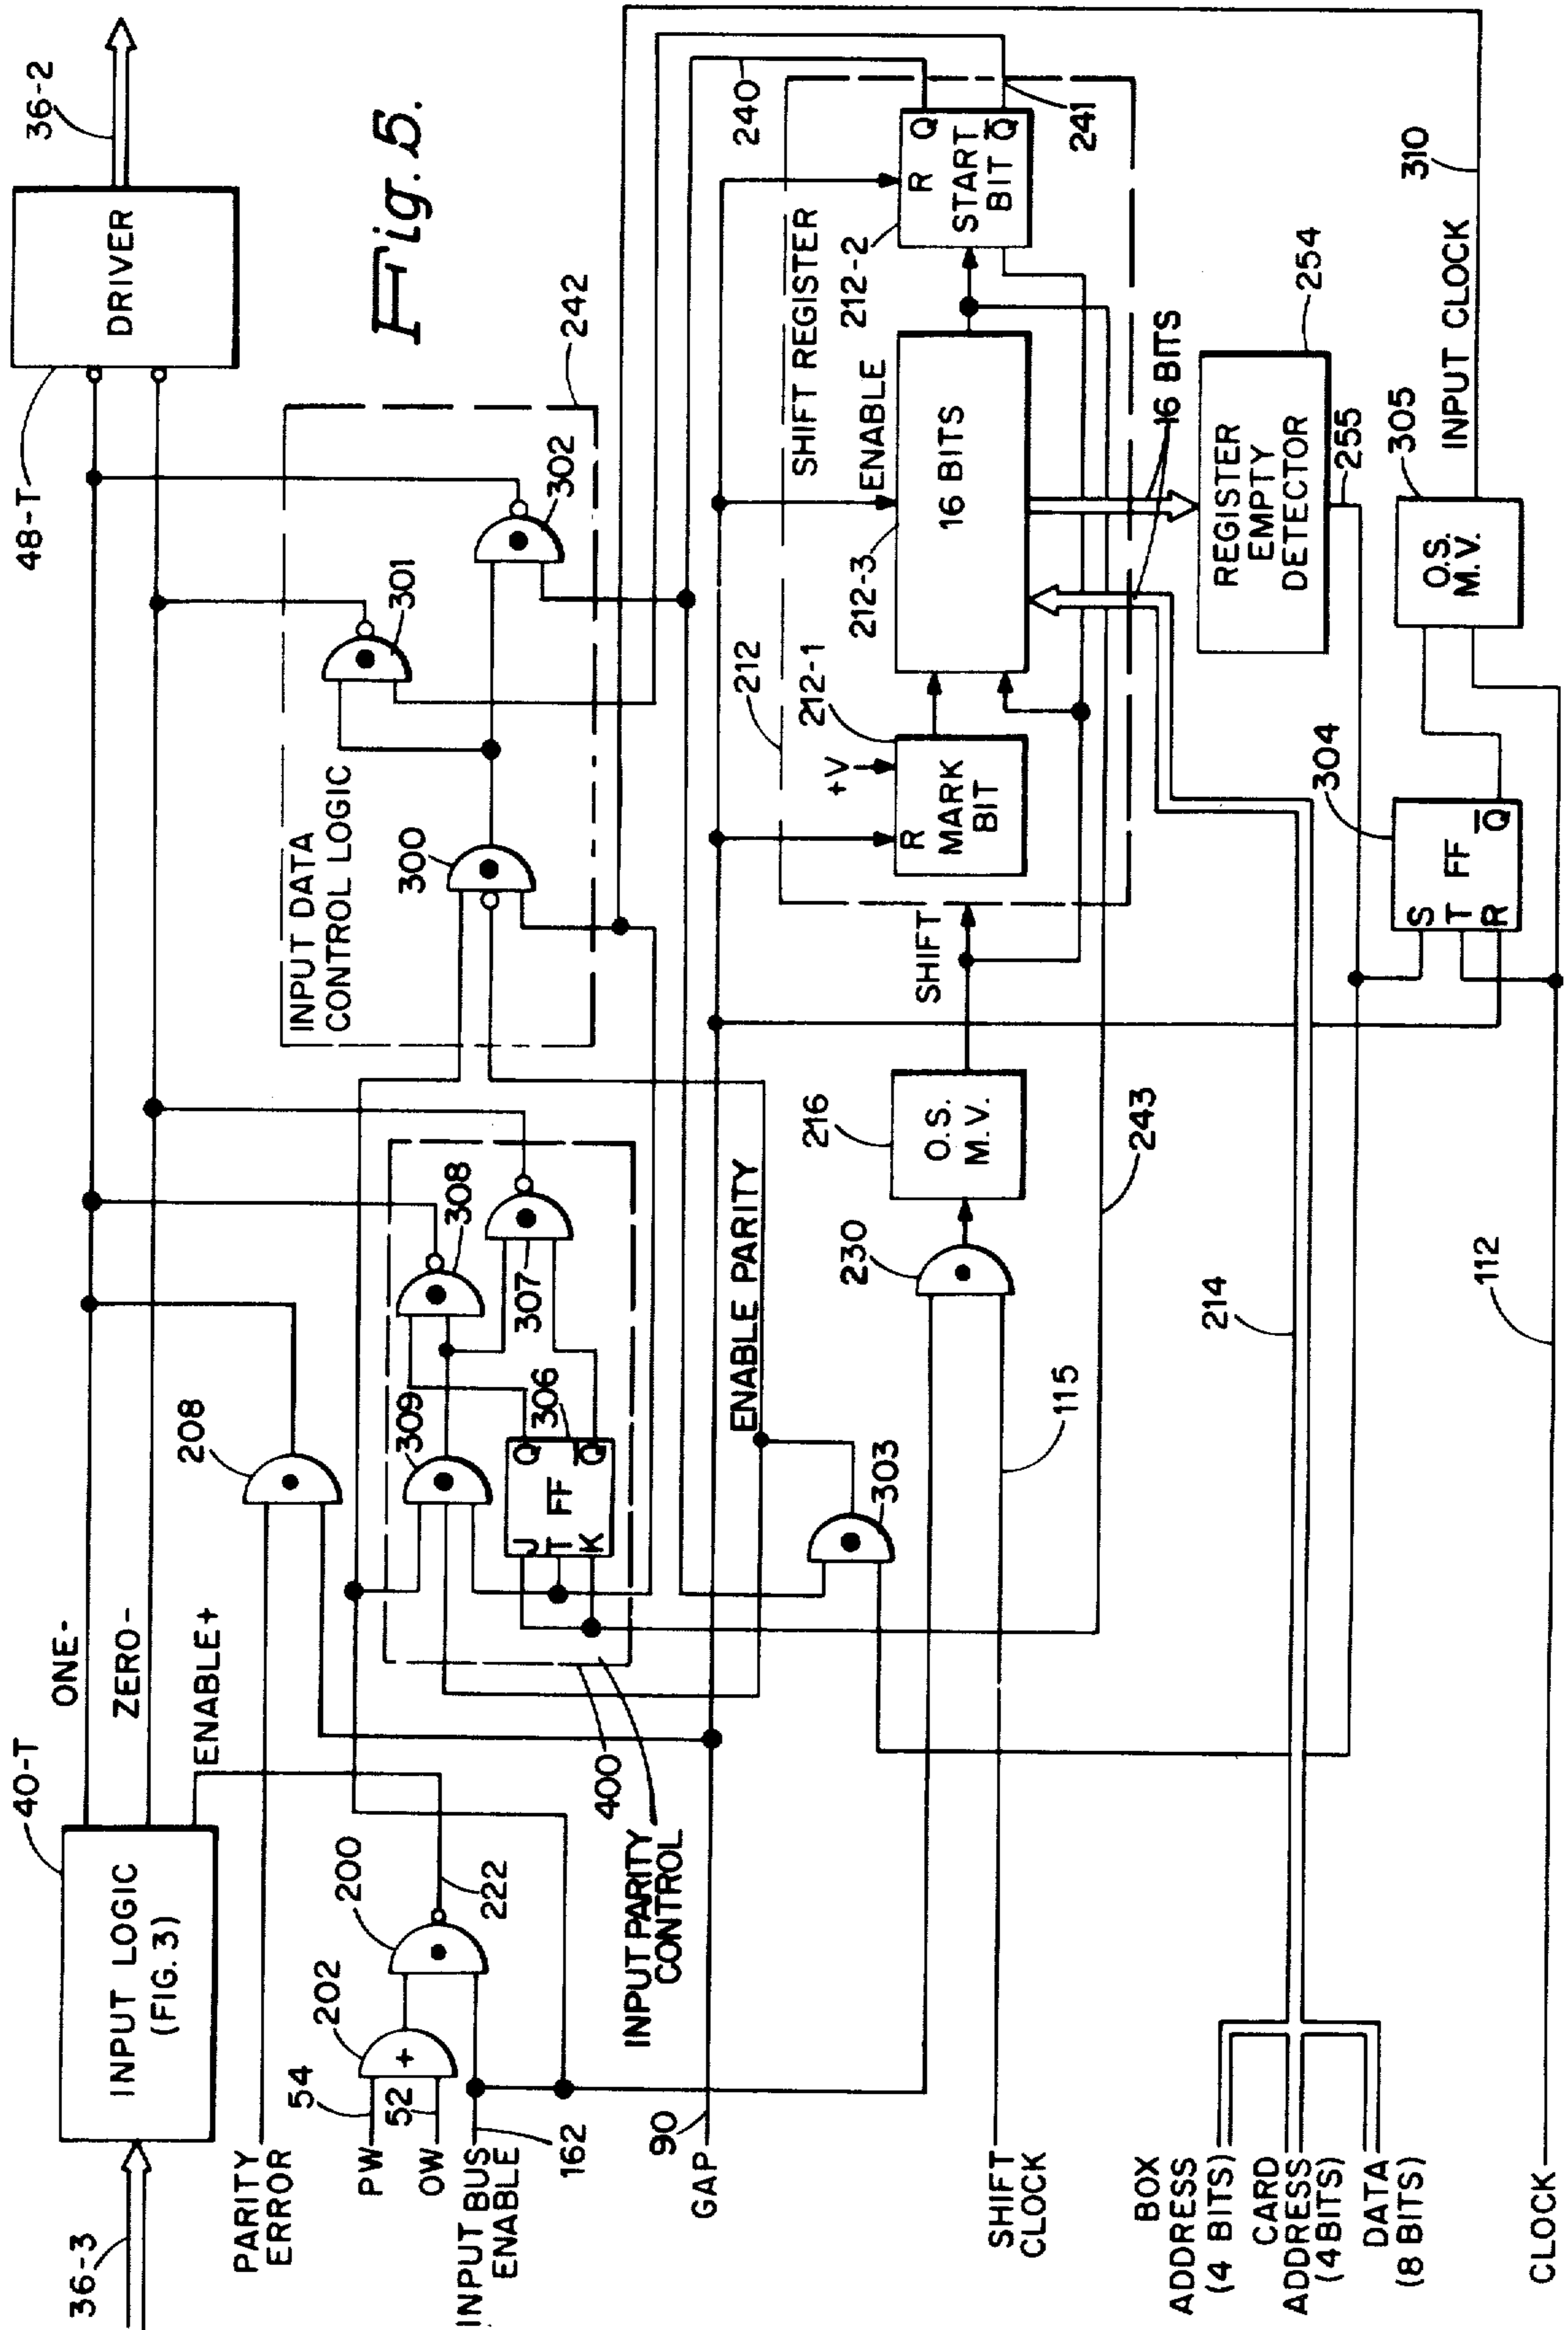 36-3
40-T
INPUT LOGIC
(FIG. 3)
ONE-
ZERO-
ENABLE+
48-T
DRIVER
36-2
Fig. 5.
PARITY
ERROR
208
54
PW
52
OW
202
200
222
INPUT BUS
ENABLE
162
INPUT PARITY
CONTROL
400
309
308
307
306
J
T
K
FF
Q
Q̅
INPUT DATA
CONTROL LOGIC
242
300
301
302
90
GAP
ENABLE PARITY
303
SHIFT
CLOCK
115
230
216
O.S.
M.V.
SHIFT
212
SHIFT REGISTER
212-1
+V
R
MARK
BIT
212-3
ENABLE
16 BITS
212-2
R
START
BIT
Q
Q̅
240
241
16 BITS
243
REGISTER
EMPTY
DETECTOR
254
255
BOX
ADDRESS
(4 BITS)
CARD
ADDRESS
(4 BITS)
DATA
(8 BITS)
214
CLOCK
112
304
S
T
R
FF
Q̅
305
O.S.
M.V.
INPUT CLOCK
310